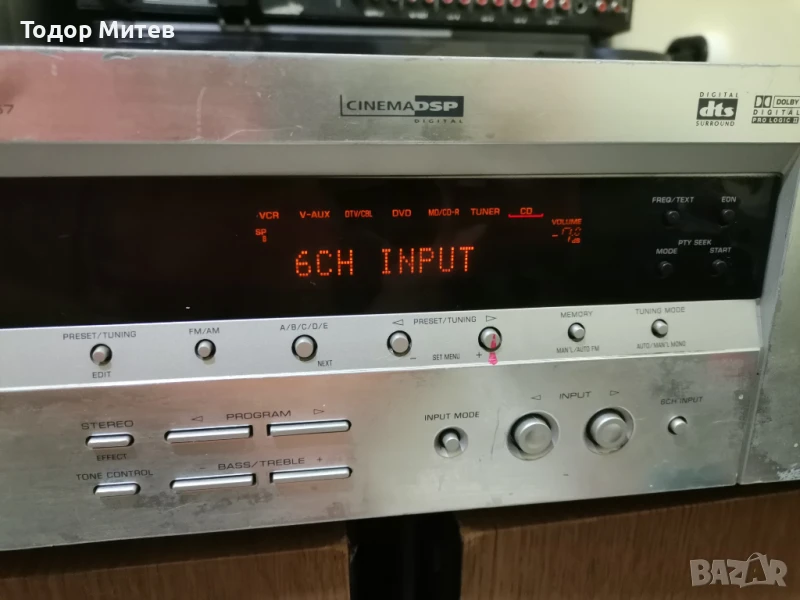 Тодор Митев
67
CINEMA DSP
DIGITAL
DIGITAL
dts
SURROUND
DOLBY
DIGITAL
PRO LOGIC II
VCR V-AUX DTV/CBL DVD MD/CD-R TUNER CD
SP
VOLUME
6CH INPUT
FREQ/TEXT EON
PTY SEEK
MODE START
PRESET/TUNING
EDIT
FM/AM
A/B/C/D/E
NEXT
PRESET/TUNING
- SET MENU +
MEMORY
MAN'L/AUTO FM
TUNING MODE
AUTO/MAN'L MONO
STEREO
EFFECT
PROGRAM
TONE CONTROL
- BASS/TREBLE +
INPUT MODE
INPUT
6CH INPUT
BAZAR